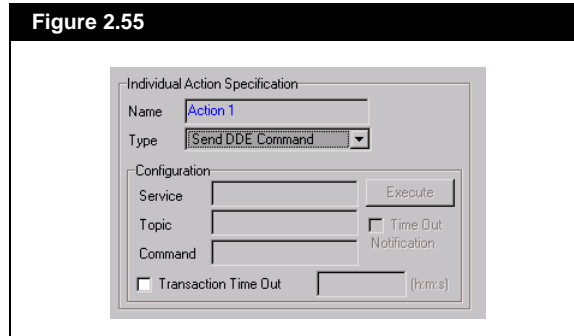 Figure 2.55
Individual Action Specification
Name Action 1
Type Send DDE Command
Configuration
Service Execute
Topic Time Out
Notification
Command
Transaction Time Out (h:m:s)